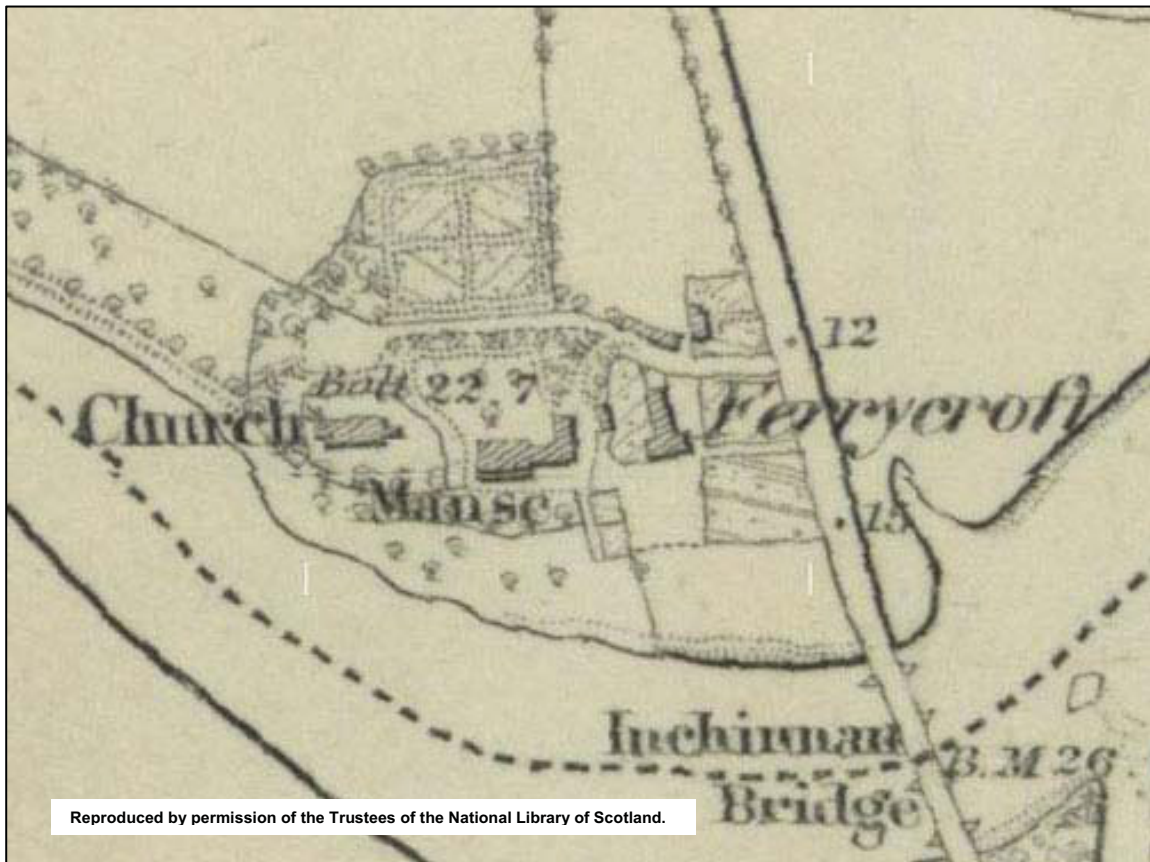 12
Bolt 22.7
Church
Ferrycroft
Manse
15
Inchinnan
Bridge
B.M 26.
Reproduced by permission of the Trustees of the National Library of Scotland.